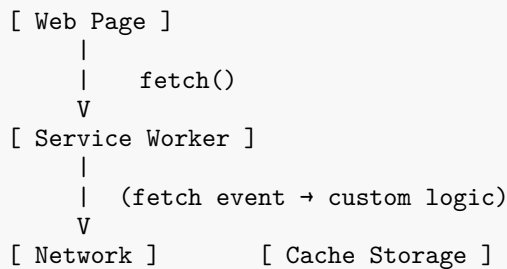 [ Web Page ]
|
| fetch()
V
[ Service Worker ]
|
| (fetch event → custom logic)
V
[ Network ] [ Cache Storage ]